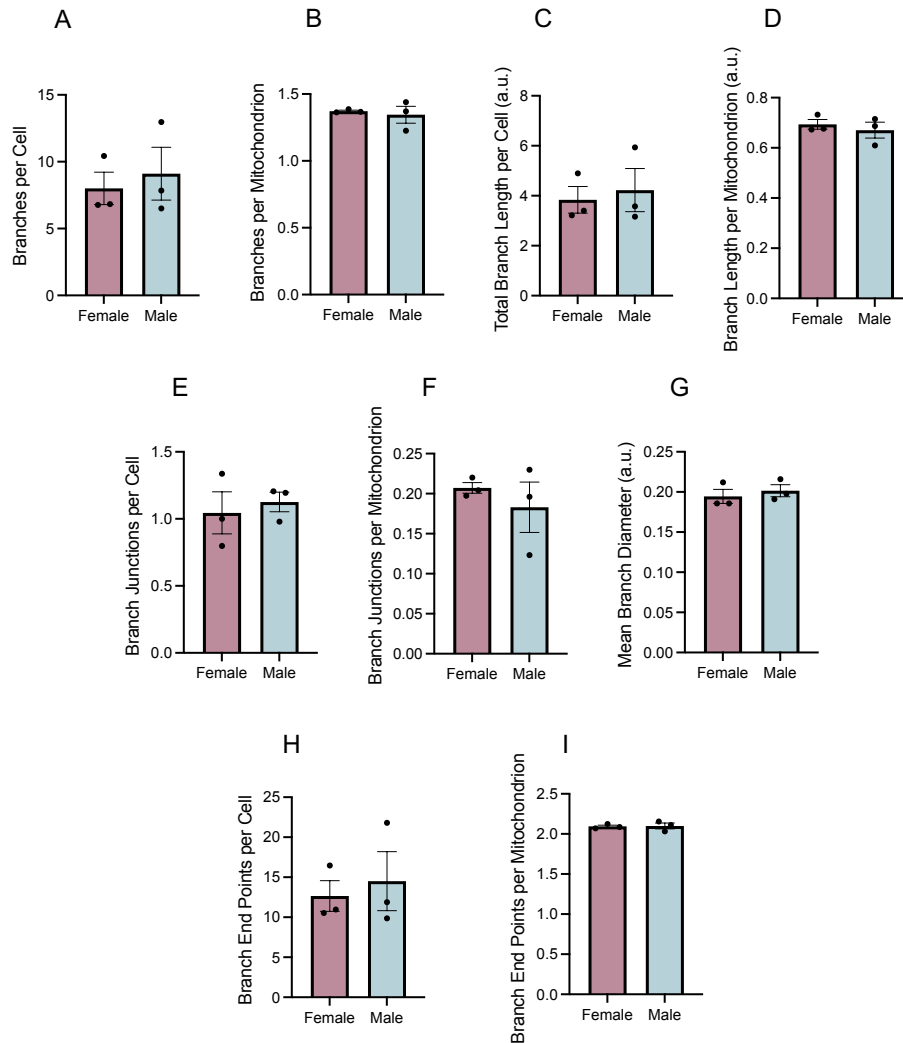 A
B
C
D
Branches per Cell
15
10
5
0
Female
Male
Branches per Mitochondrion
1.5
1.0
0.5
0.0
Female
Male
Total Branch Length per Cell (a.u.)
8
6
4
2
0
Female
Male
Branch Length per Mitochondrion (a.u.)
0.8
0.6
0.4
0.2
0.0
Female
Male
E
F
G
Branch Junctions per Cell
1.5
1.0
0.5
0.0
Female
Male
Branch Junctions per Mitochondrion
0.25
0.20
0.15
0.10
0.05
0.00
Female
Male
Mean Branch Diameter (a.u.)
0.25
0.20
0.15
0.10
0.05
0.00
Female
Male
H
I
Branch End Points per Cell
25
20
15
10
5
0
Female
Male
Branch End Points per Mitochondrion
2.5
2.0
1.5
1.0
0.5
0.0
Female
Male